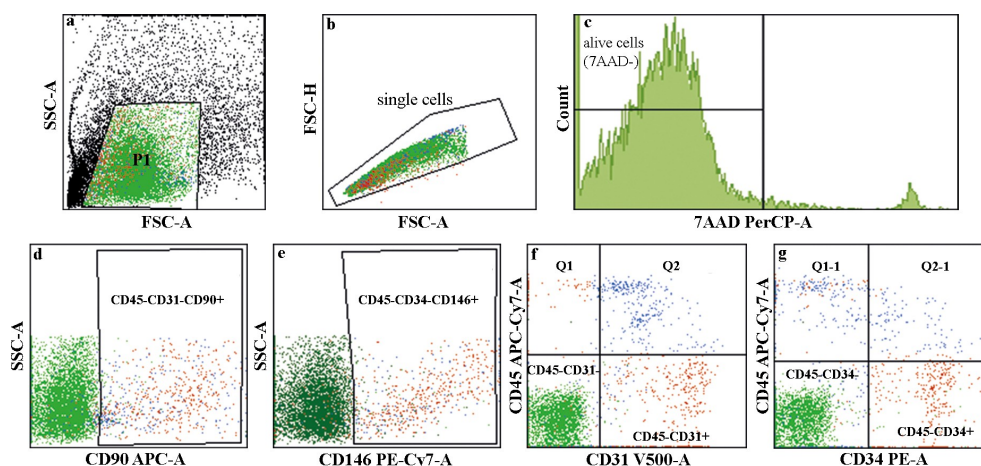 a
SSC-A
P1
FSC-A
b
FSC-H
single cells
FSC-A
c
Count
alive cells
(7AAD-)
7AAD PerCP-A
d
SSC-A
CD45-CD31-CD90+
CD90 APC-A
e
SSC-A
CD45-CD34-CD146+
CD146 PE-Cy7-A
f
CD45 APC-Cy7-A
Q1
Q2
CD45-CD31-
CD45-CD31+
CD31 V500-A
g
CD45 APC-Cy7-A
Q1-1
Q2-1
CD45-CD34-
CD45-CD34+
CD34 PE-A